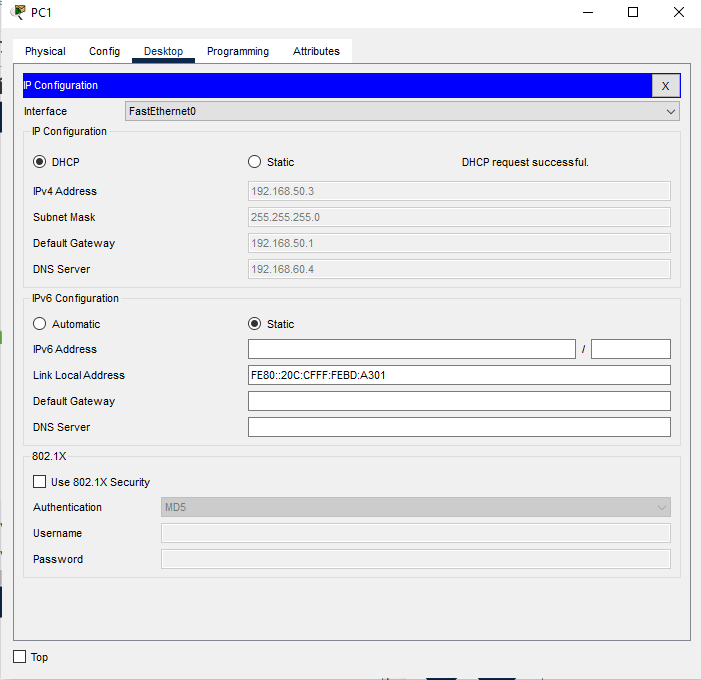 PC1
Physical Config Desktop Programming Attributes
IP Configuration X
Interface FastEthernet0
IP Configuration
DHCP Static DHCP request successful.
IPv4 Address 192.168.50.3
Subnet Mask 255.255.255.0
Default Gateway 192.168.50.1
DNS Server 192.168.60.4
IPv6 Configuration
Automatic Static
IPv6 Address /
Link Local Address FE80::20C:CFFF:FEBD:A301
Default Gateway
DNS Server
802.1X
Use 802.1X Security
Authentication MD5
Username
Password
Top